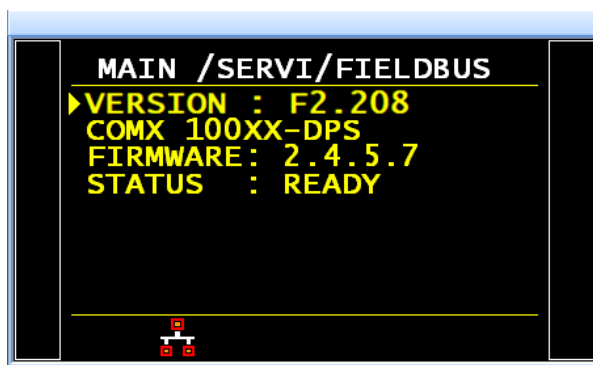 MAIN /SERVI/FIELDBUS
VERSION : F2.208
COMX 100XX-DPS
FIRMWARE: 2.4.5.7
STATUS : READY